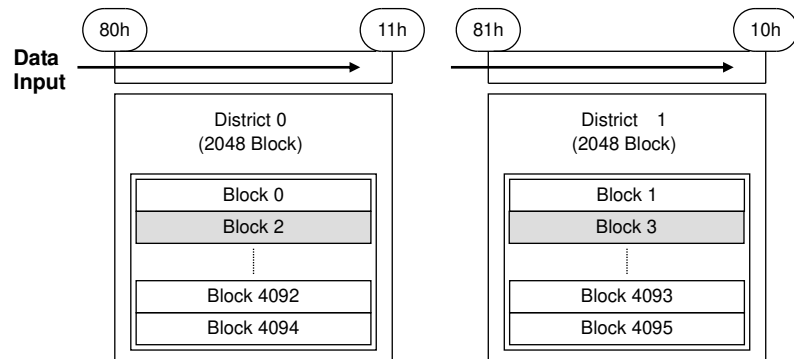 80h
11h
81h
10h
Data
Input
District 0
(2048 Block)
District 1
(2048 Block)
Block 0
Block 2
Block 4092
Block 4094
Block 1
Block 3
Block 4093
Block 4095